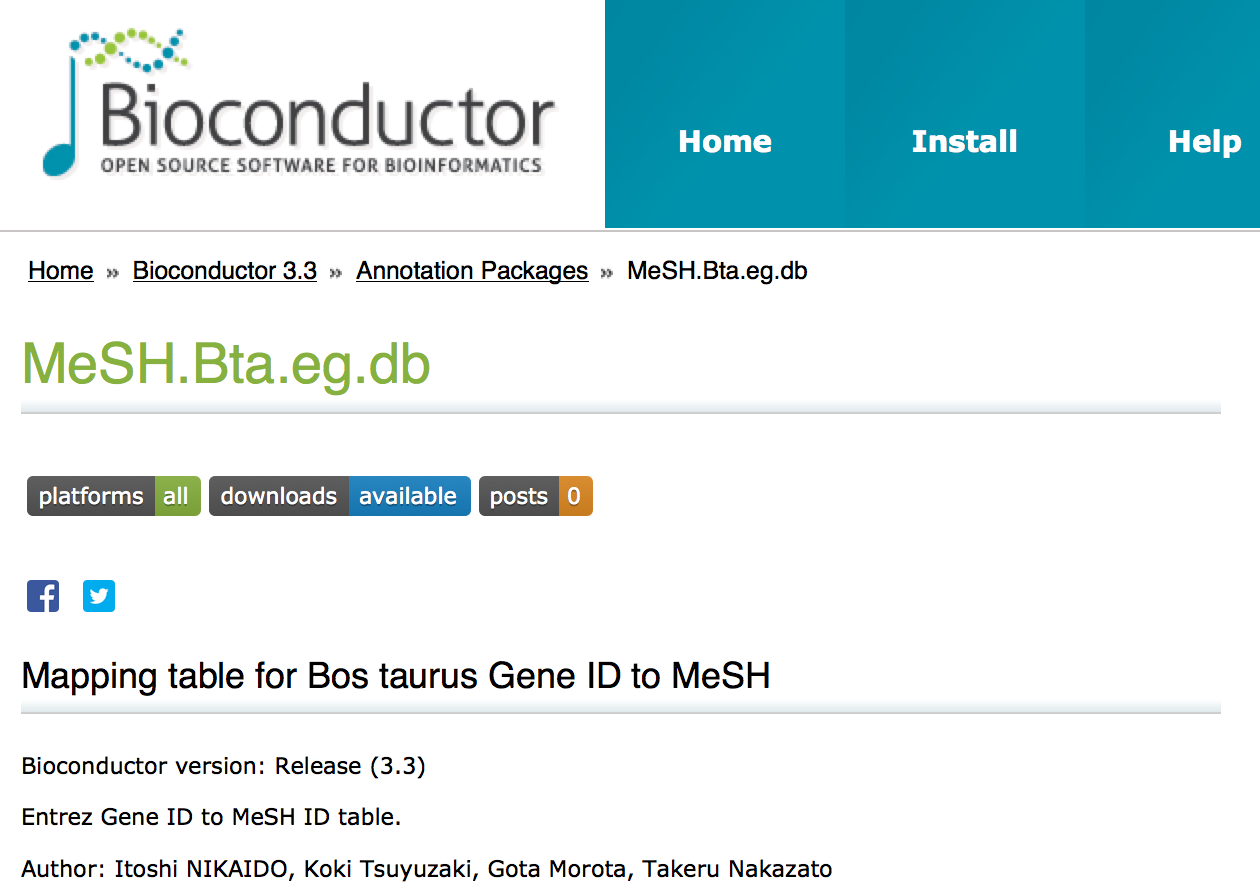 Bioconductor
OPEN SOURCE SOFTWARE FOR BIOINFORMATICS
Home Install Help
Home » Bioconductor 3.3 » Annotation Packages » MeSH.Bta.eg.db
MeSH.Bta.eg.db
platforms all downloads available posts 0
Mapping table for Bos taurus Gene ID to MeSH
Bioconductor version: Release (3.3)
Entrez Gene ID to MeSH ID table.
Author: Itoshi NIKAIDO, Koki Tsuyuzaki, Gota Morota, Takeru Nakazato